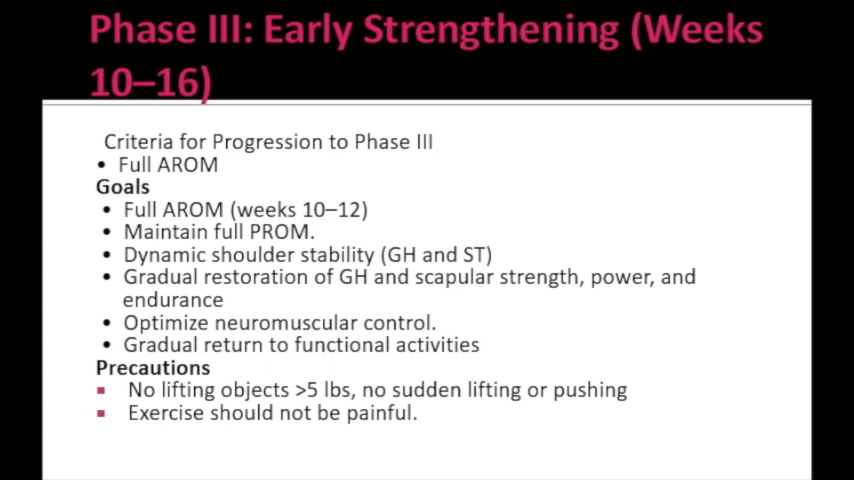 Phase III: Early Strengthening (Weeks
10–16)
Criteria for Progression to Phase III
• Full AROM
Goals
• Full AROM (weeks 10–12)
• Maintain full PROM.
• Dynamic shoulder stability (GH and ST)
• Gradual restoration of GH and scapular strength, power, and
endurance
• Optimize neuromuscular control.
• Gradual return to functional activities
Precautions
▪ No lifting objects >5 lbs, no sudden lifting or pushing
▪ Exercise should not be painful.